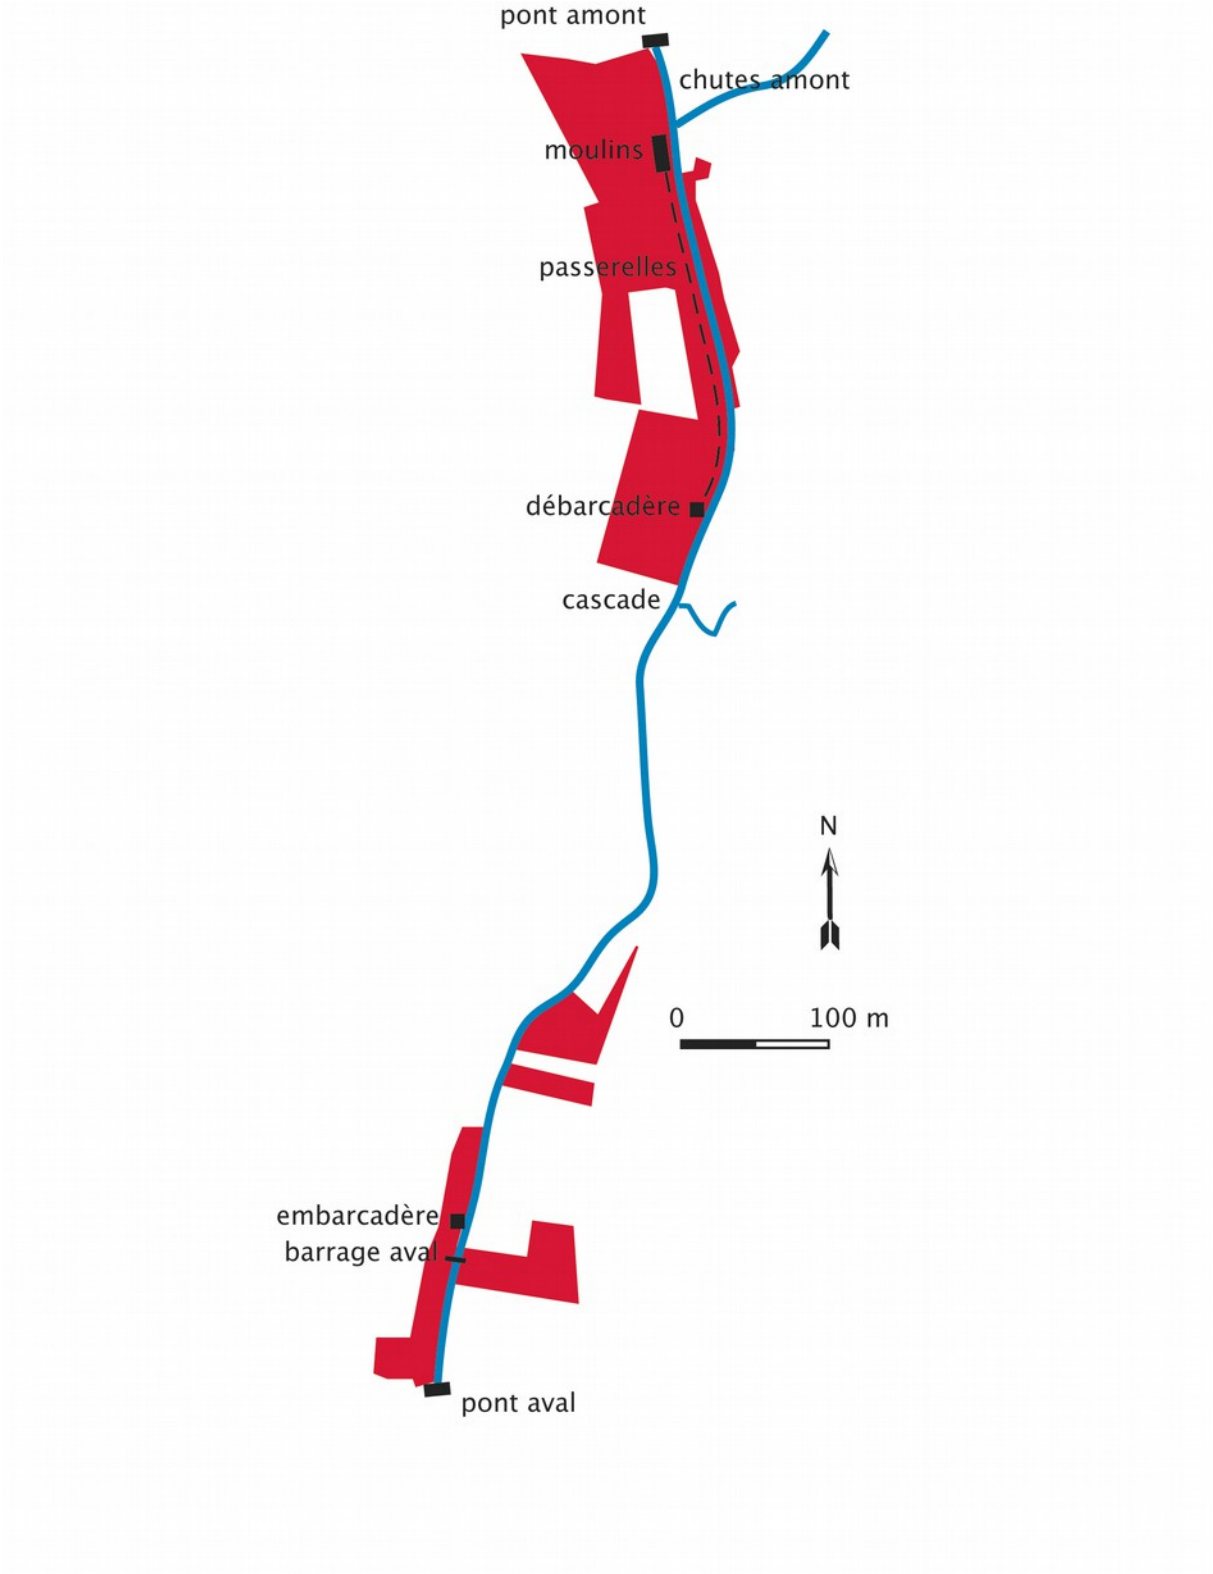 pont amont
chutes amont
moulins
passerelles
débarcadère
cascade
N
0 100 m
embarcadère
barrage aval
pont aval